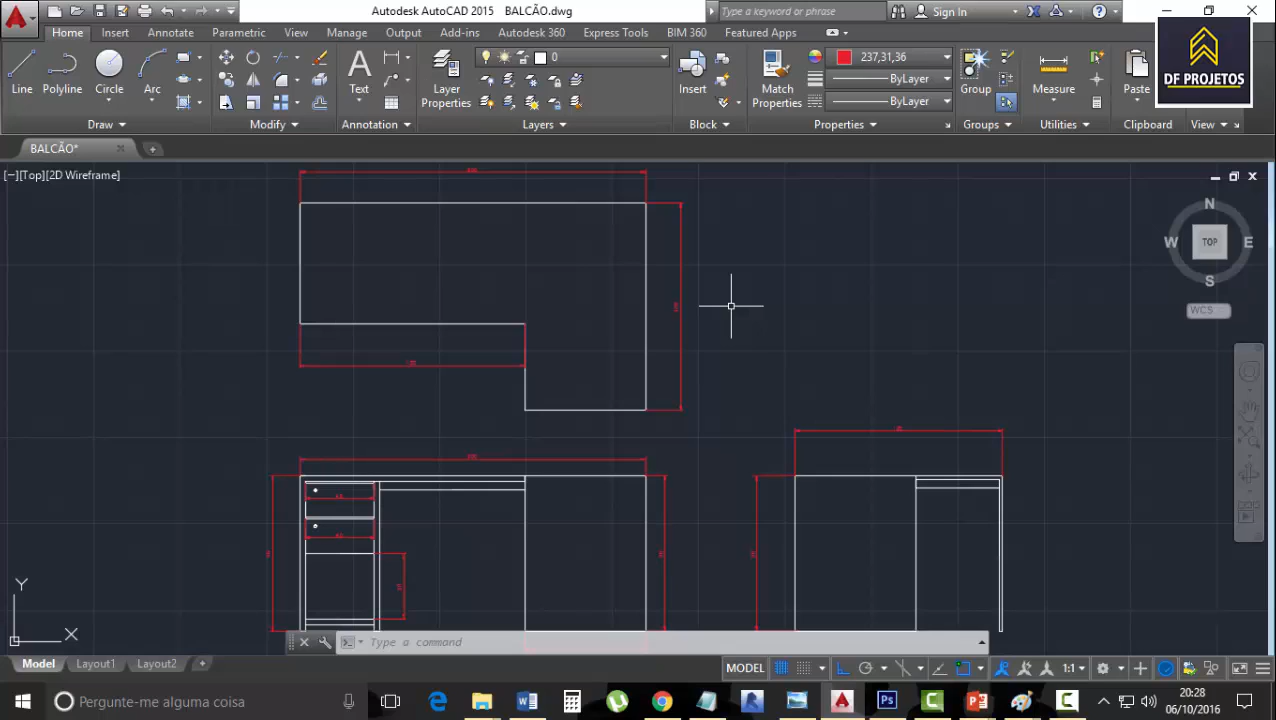 Autodesk AutoCAD 2015 BALCÃO.dwg
Type a keyword or phrase
Sign In
Home Insert Annotate Parametric View Manage Output Add-ins Autodesk 360 Express Tools BIM 360 Featured Apps
Line Polyline Circle Arc
Text
Layer
Properties
0
Insert
Match
Properties
237,31,36
ByLayer
ByLayer
Group
Measure
Paste
DF PROJETOS
Draw Modify Annotation Layers Block Properties Groups Utilities Clipboard View
BALCÃO*
[−][Top][2D Wireframe]
N
W TOP E
S
WCS
Y
X
Type a command
Model Layout1 Layout2
MODEL
1:1
Pergunte-me alguma coisa
20:28
06/10/2016